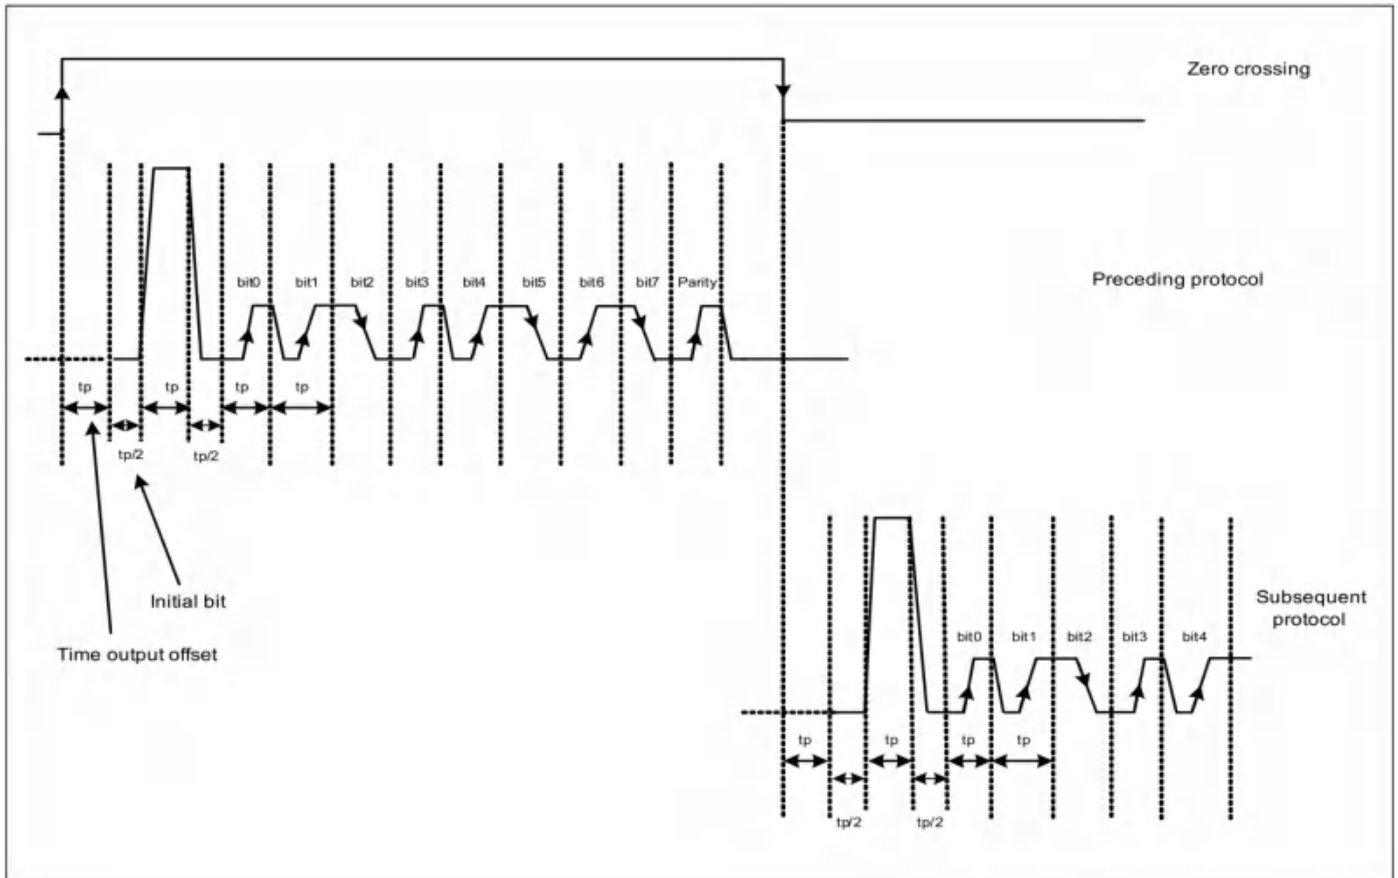 Zero crossing
Preceding protocol
bit0 bit1 bit2 bit3 bit4 bit5 bit6 bit7 Parity
tp tp tp tp
tp/2 tp/2
Initial bit
Time output offset
Subsequent
protocol
bit0 bit1 bit2 bit3 bit4
tp tp tp tp
tp/2 tp/2